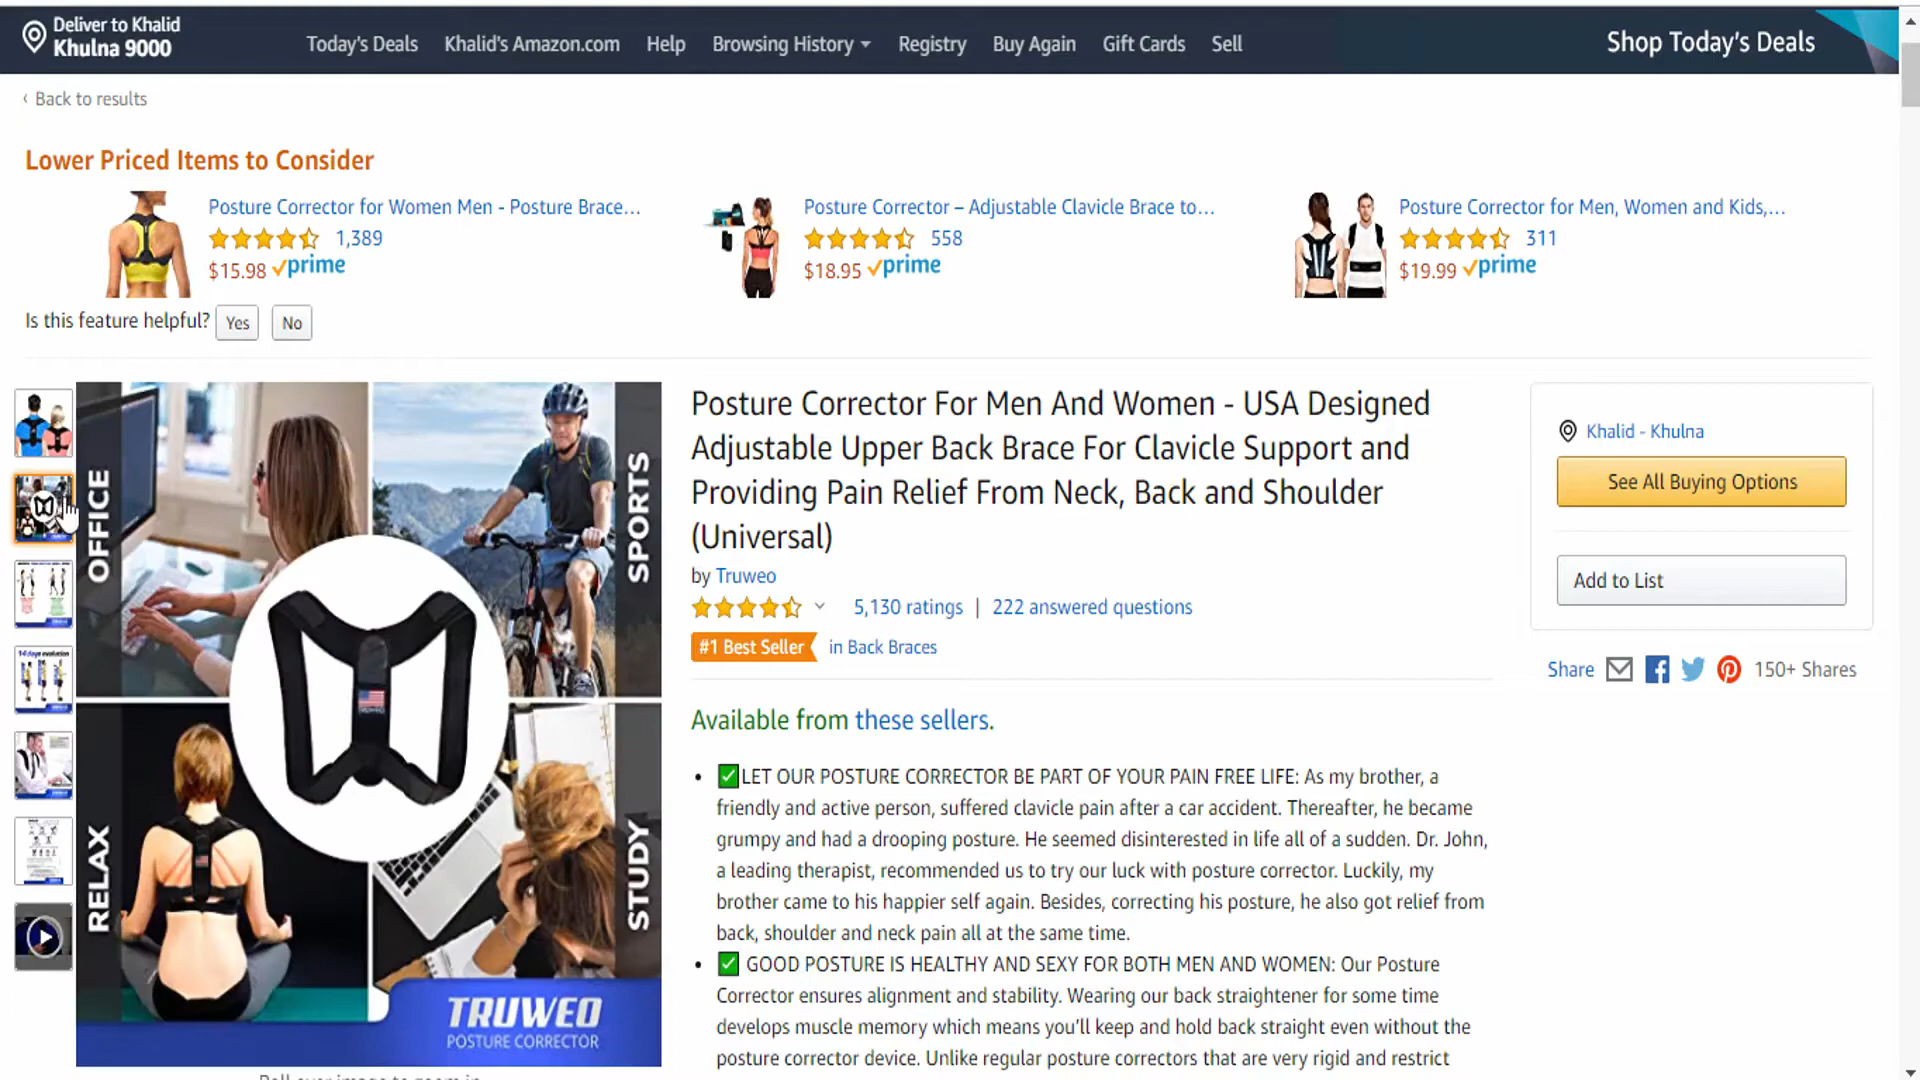 Deliver to Khalid
Khulna 9000
Today's Deals
Khalid's Amazon.com
Help
Browsing History
Registry
Buy Again
Gift Cards
Sell
Shop Today's Deals
‹ Back to results
Lower Priced Items to Consider
Posture Corrector for Women Men - Posture Brace...
1,389
$15.98 prime
Posture Corrector – Adjustable Clavicle Brace to...
558
$18.95 prime
Posture Corrector for Men, Women and Kids,...
311
$19.99 prime
Is this feature helpful? Yes No
14 days evolution
OFFICE
SPORTS
RELAX
STUDY
TRUWEO
TRUWEO
POSTURE CORRECTOR
Roll over image to zoom in
Posture Corrector For Men And Women - USA Designed
Adjustable Upper Back Brace For Clavicle Support and
Providing Pain Relief From Neck, Back and Shoulder
(Universal)
by Truweo
5,130 ratings | 222 answered questions
#1 Best Seller in Back Braces
Available from these sellers.
• ✅LET OUR POSTURE CORRECTOR BE PART OF YOUR PAIN FREE LIFE: As my brother, a
friendly and active person, suffered clavicle pain after a car accident. Thereafter, he became
grumpy and had a drooping posture. He seemed disinterested in life all of a sudden. Dr. John,
a leading therapist, recommended us to try our luck with posture corrector. Luckily, my
brother came to his happier self again. Besides, correcting his posture, he also got relief from
back, shoulder and neck pain all at the same time.
• ✅ GOOD POSTURE IS HEALTHY AND SEXY FOR BOTH MEN AND WOMEN: Our Posture
Corrector ensures alignment and stability. Wearing our back straightener for some time
develops muscle memory which means you'll keep and hold back straight even without the
posture corrector device. Unlike regular posture correctors that are very rigid and restrict
Khalid - Khulna
See All Buying Options
Add to List
Share 150+ Shares